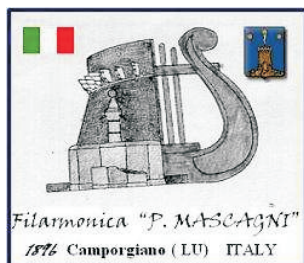 Filarmonica "P. MASCAGNI"
1896 Camporgiano ( LU) ITALY